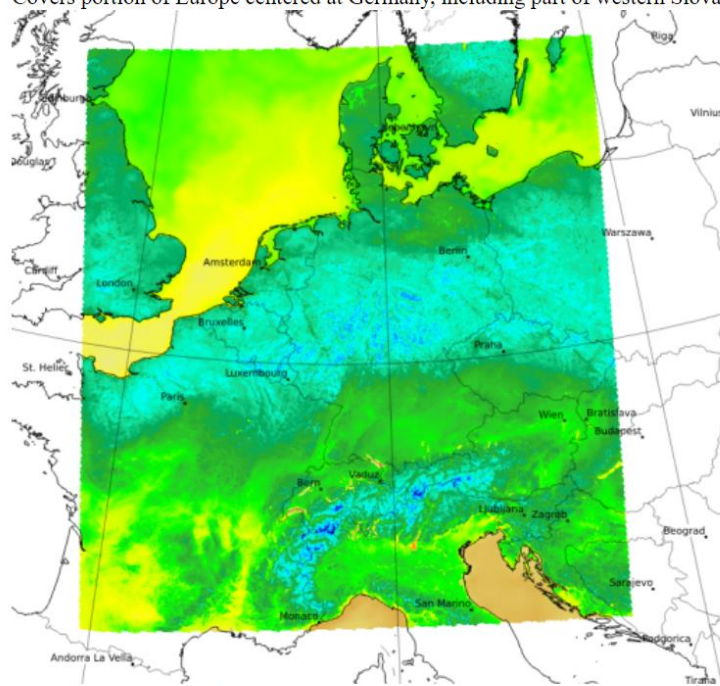 Covers portion of Europe centered at Germany, including part of western Slova
Riga
Edinburgh
Vilnius
Douglas
Warszawa
Berlin
Amsterdam
Cardiff
London
Bruxelles
Praha
St. Helier
Luxembourg
Paris
Wien
Bratislava
Budapest
Vaduz
Bern
Ljubljana
Zagreb
Beograd
Sarajevo
San Marino
Monaco
Podgorica
Andorra La Vella
Tirana